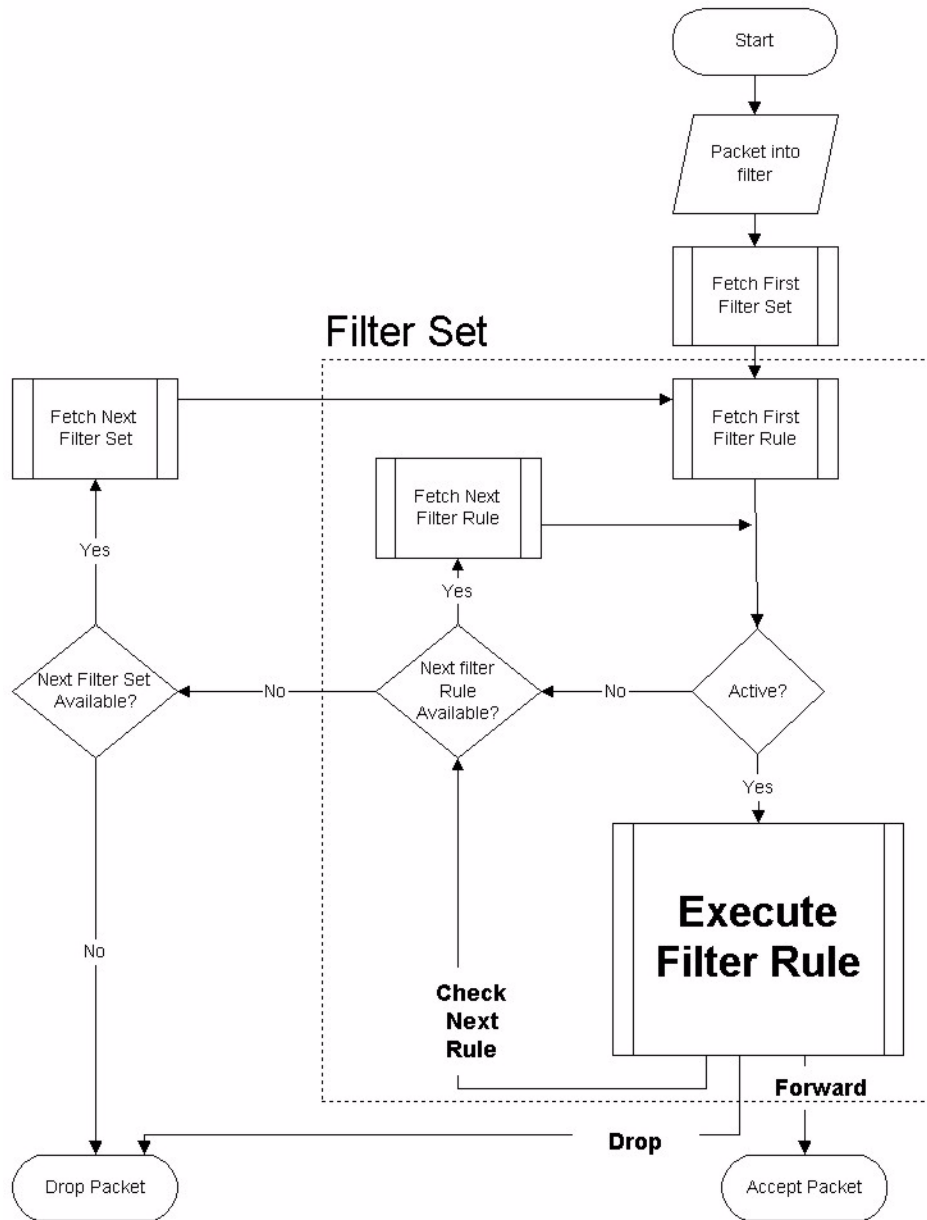 Start
Packet into
filter
Fetch First
Filter Set
Filter Set
Fetch Next
Filter Set
Fetch First
Filter Rule
Fetch Next
Filter Rule
Yes
Yes
Next Filter Set
Available?
No
Next filter
Rule
Available?
No
Active?
Yes
Execute
Filter Rule
No
Check
Next
Rule
Forward
Drop
Drop Packet
Accept Packet